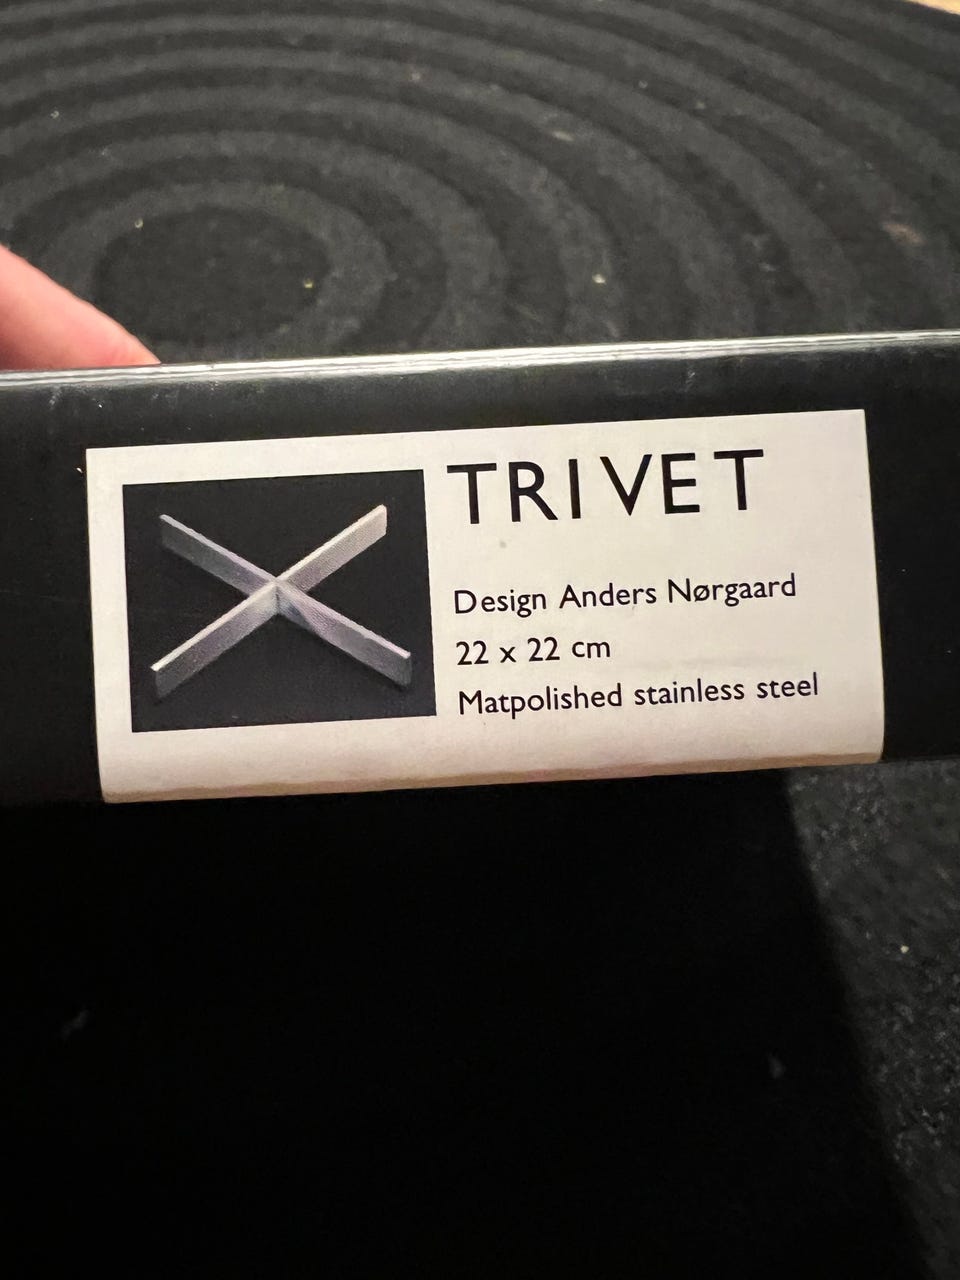 TRIVET
Design Anders Nørgaard
22 x 22 cm
Matpolished stainless steel